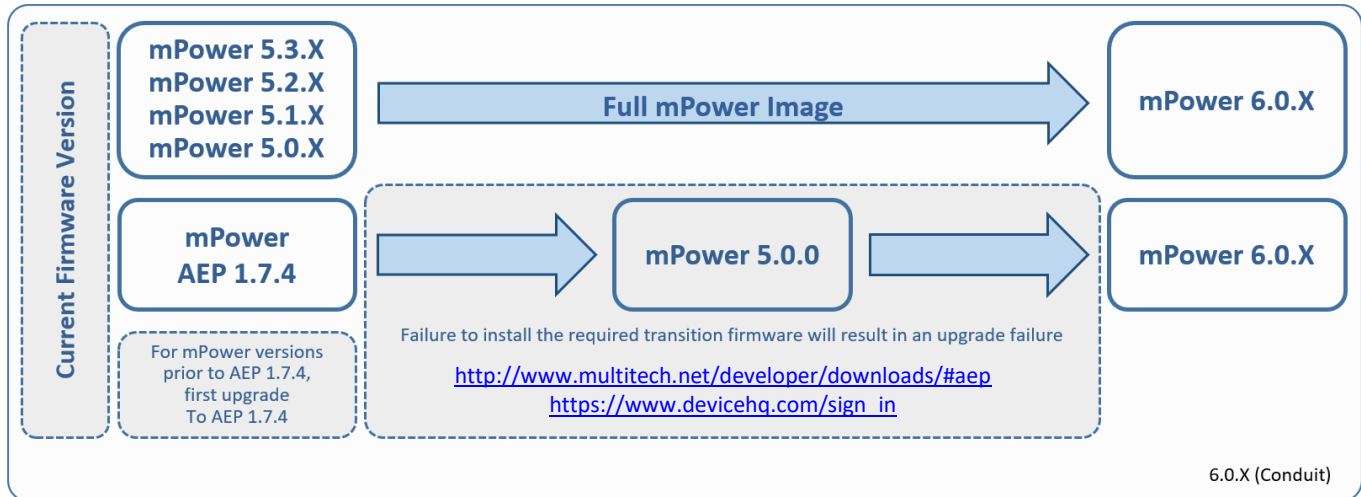 Current Firmware Version
mPower 5.3.X
mPower 5.2.X
mPower 5.1.X
mPower 5.0.X
Full mPower Image
mPower 6.0.X
mPower
AEP 1.7.4
mPower 5.0.0
mPower 6.0.X
For mPower versions
prior to AEP 1.7.4,
first upgrade
To AEP 1.7.4
Failure to install the required transition firmware will result in an upgrade failure
http://www.multitech.net/developer/downloads/#aep
https://www.devicehq.com/sign_in
6.0.X (Conduit)